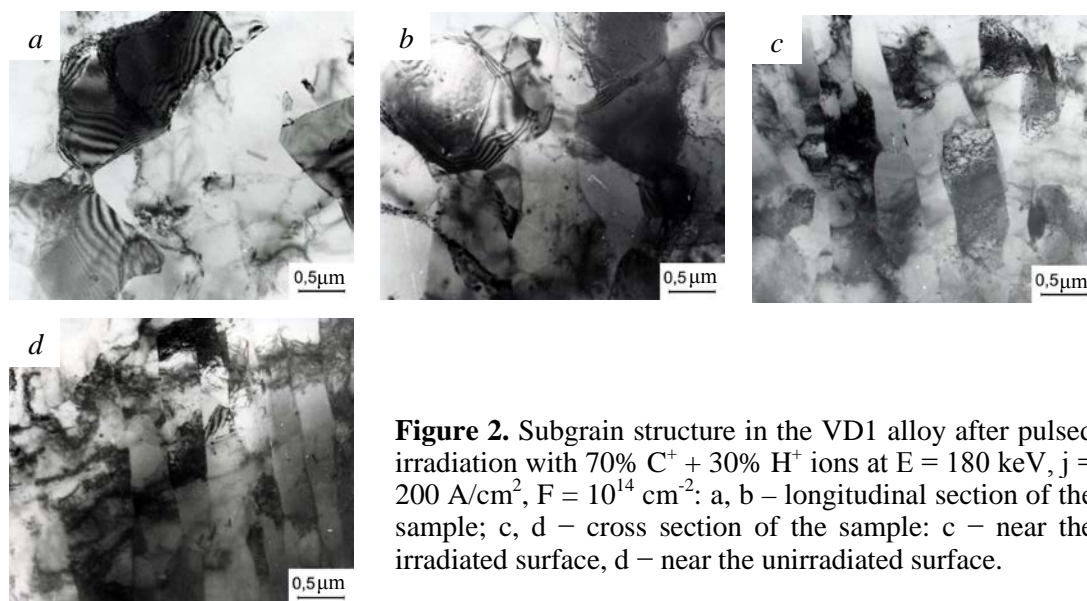 a
b
c
0,5μm
0,5μm
0,5μm
d
0,5μm
Figure 2. Subgrain structure in the VD1 alloy after pulsed
irradiation with 70% C⁺ + 30% H⁺ ions at E = 180 keV, j =
200 A/cm², F = 10¹⁴ cm⁻²: a, b – longitudinal section of the
sample; c, d − cross section of the sample: c − near the
irradiated surface, d − near the unirradiated surface.